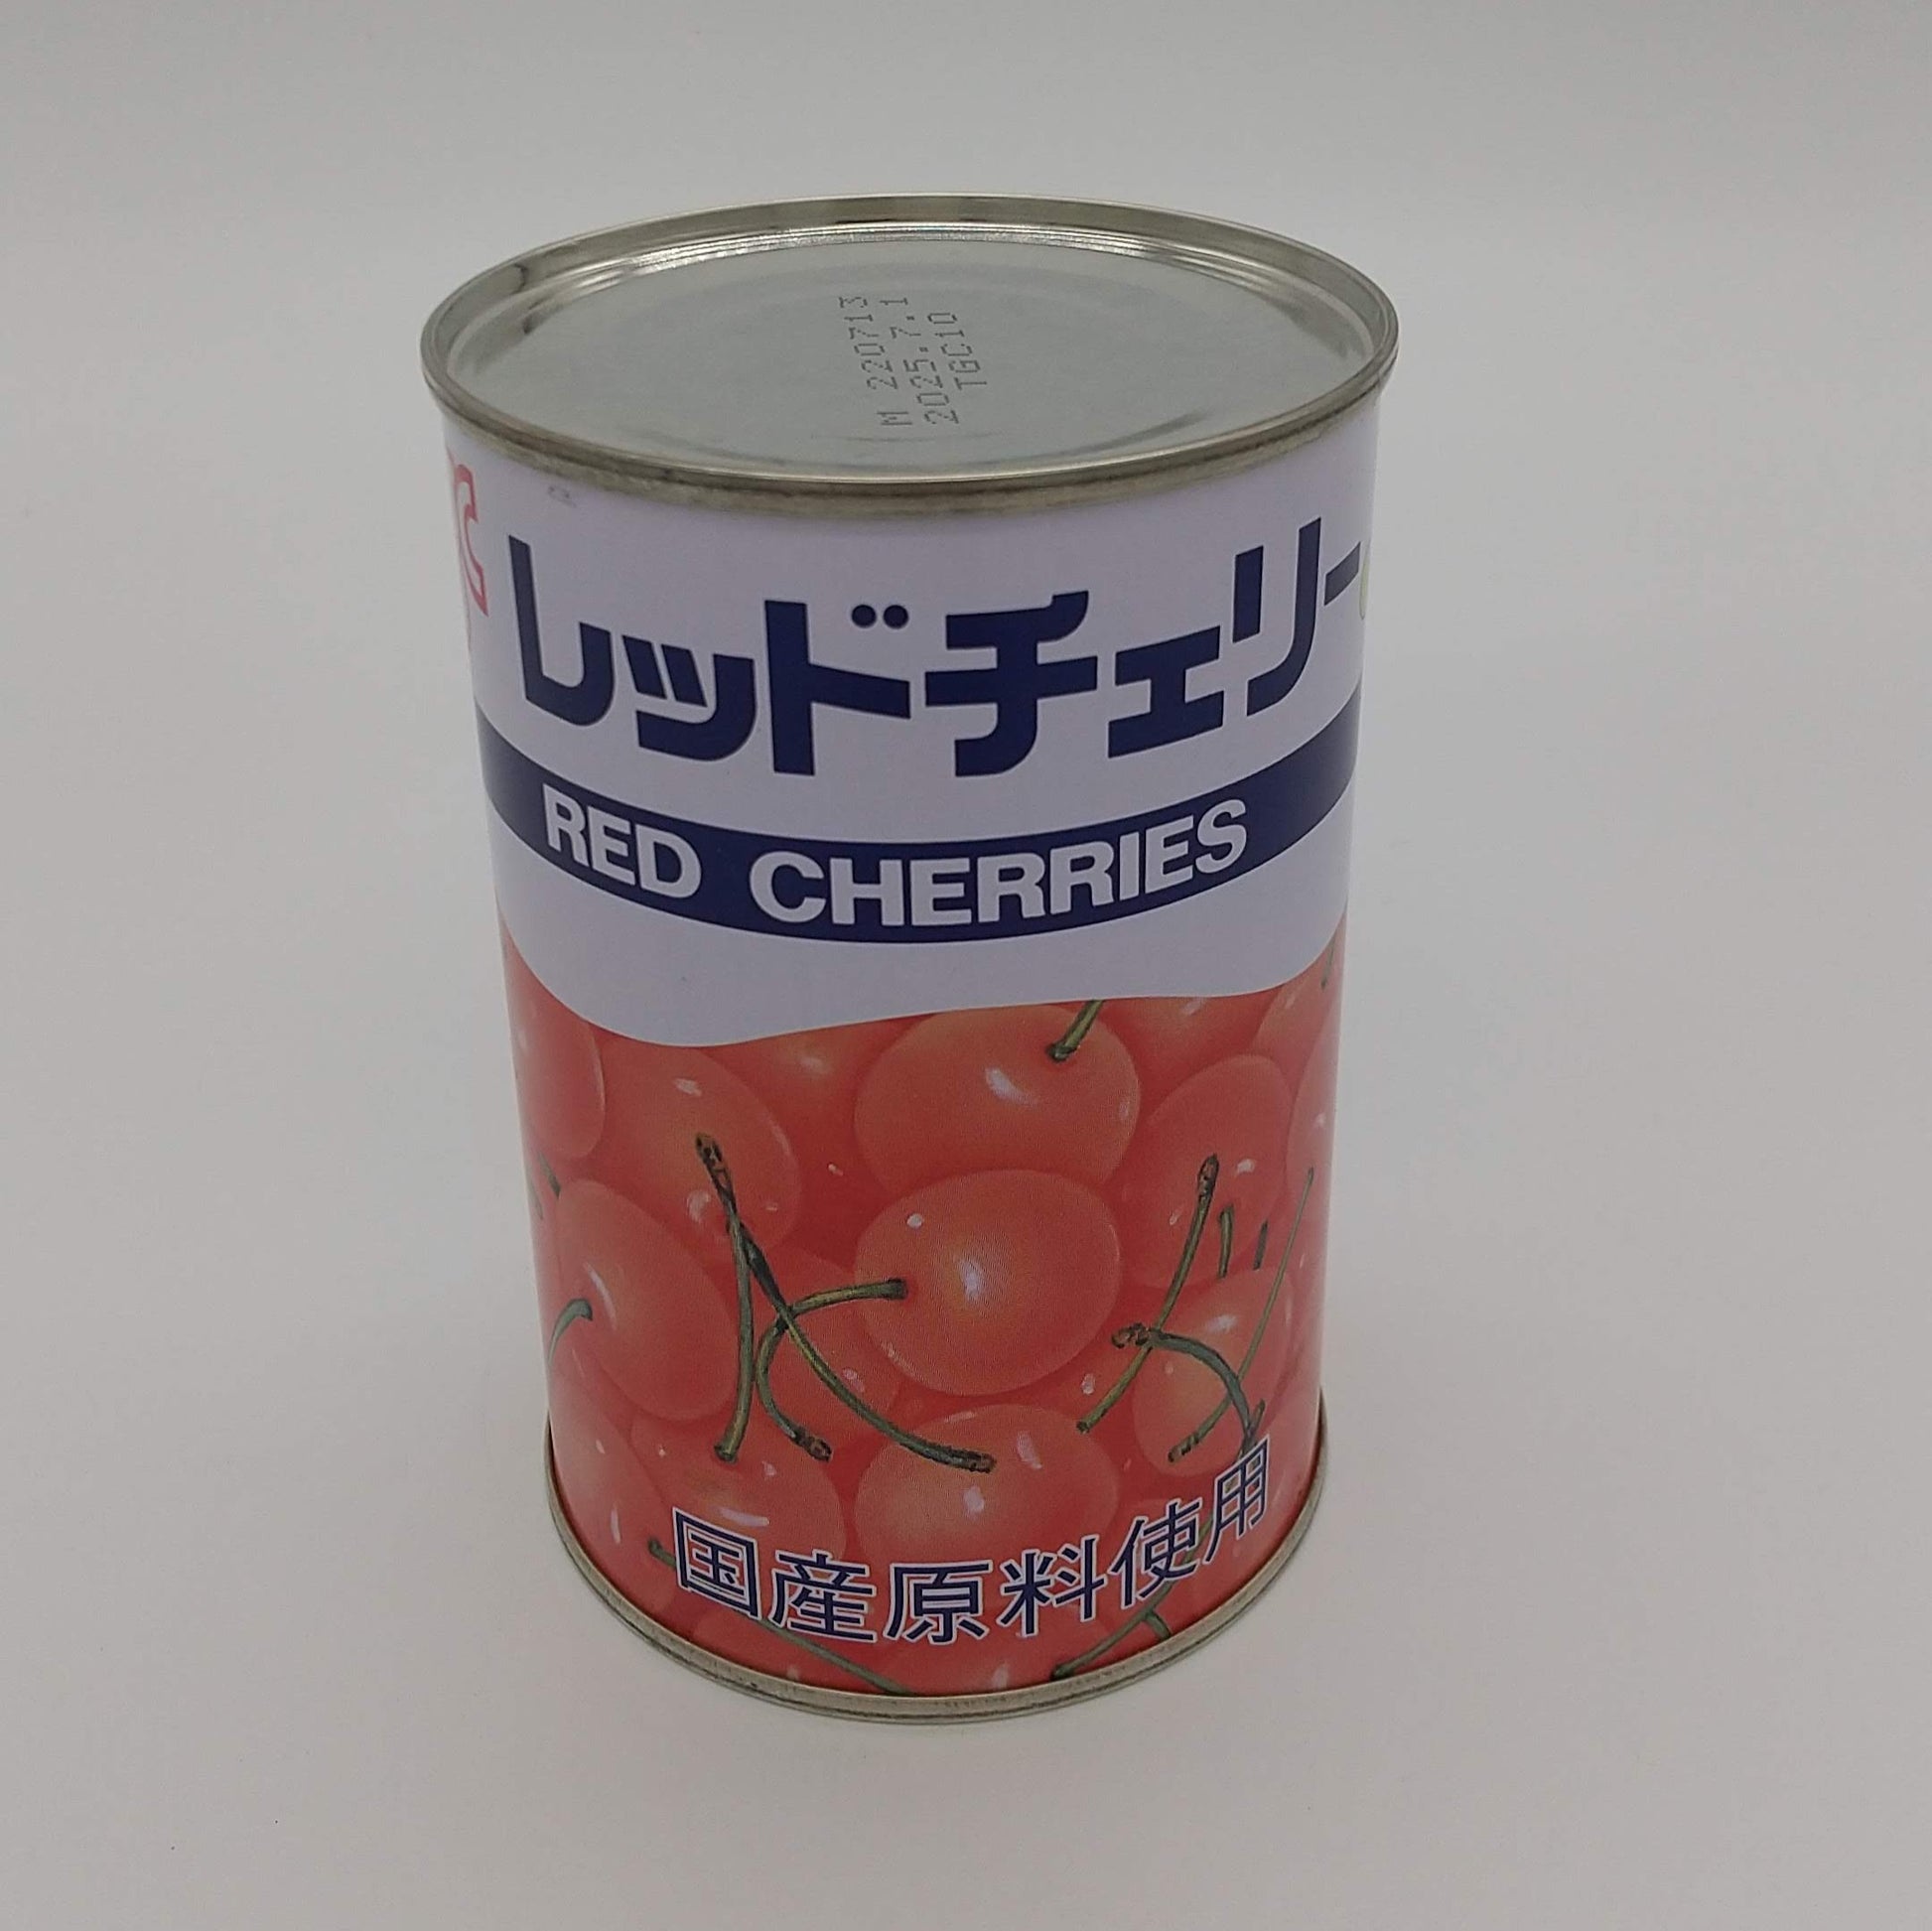 M 220713
2025.7.1
TGC10
レッドチェリー
RED CHERRIES
国産原料使用